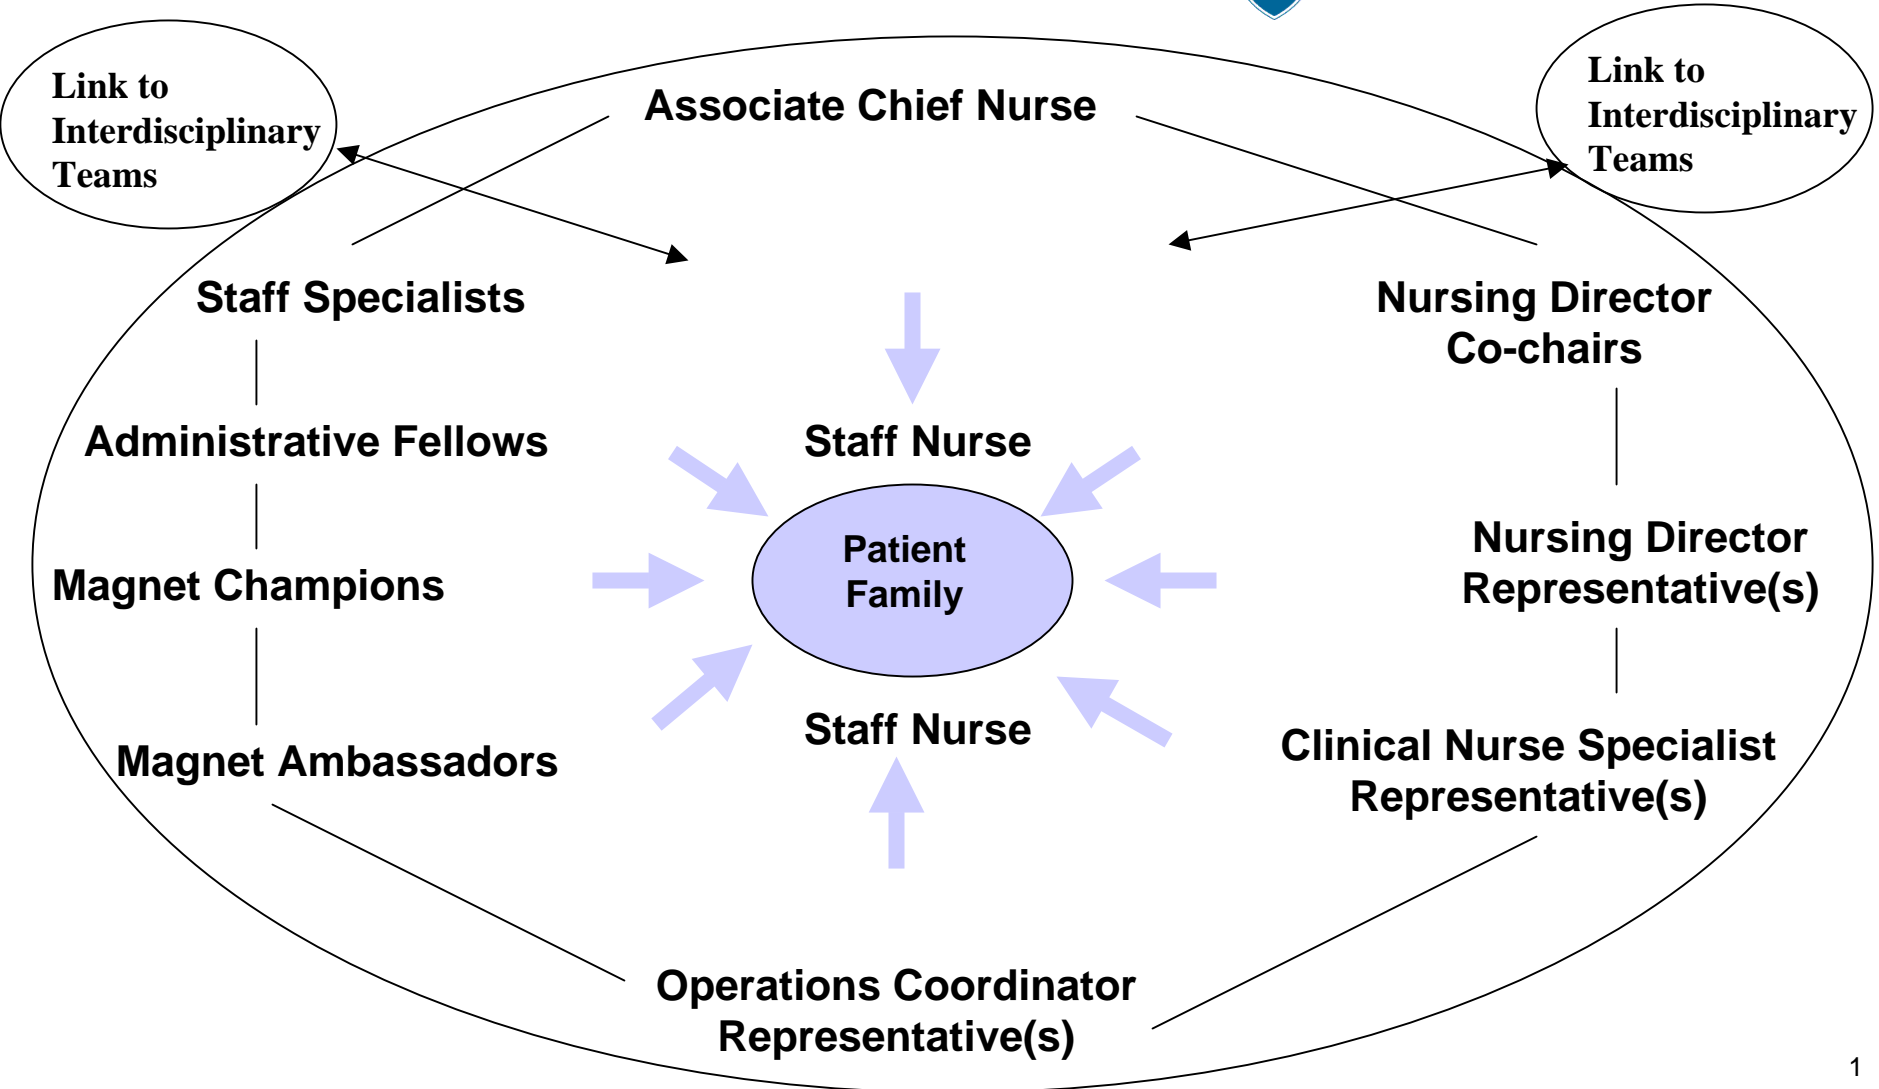 Link to
Interdisciplinary
Teams
Associate Chief Nurse
Link to
Interdisciplinary
Teams
Staff Specialists
Nursing Director
Co-chairs
Administrative Fellows
Staff Nurse
Patient
Family
Nursing Director
Representative(s)
Magnet Champions
Staff Nurse
Magnet Ambassadors
Clinical Nurse Specialist
Representative(s)
Operations Coordinator
Representative(s)
1